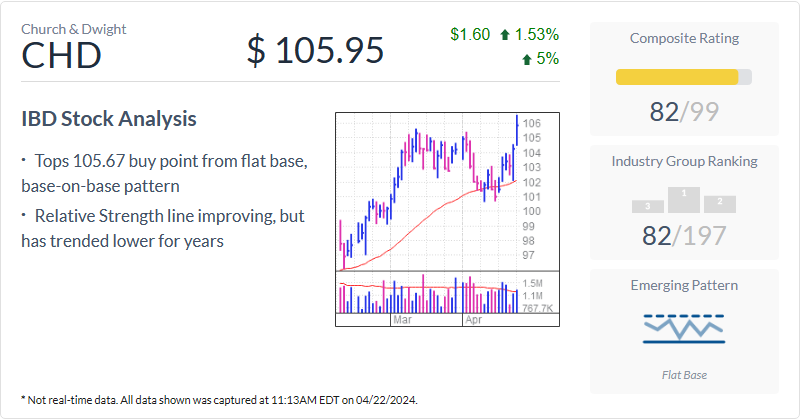 Church & Dwight
CHD
$ 105.95
$1.60 1.53%
5%
IBD Stock Analysis
· Tops 105.67 buy point from flat base,
base-on-base pattern
· Relative Strength line improving, but
has trended lower for years
106
105
104
103
102
101
100
99
98
97
1.5M
1.1M
767.7K
Mar
Apr
Composite Rating
82/99
Industry Group Ranking
3 1 2
82/197
Emerging Pattern
Flat Base
* Not real-time data. All data shown was captured at 11:13AM EDT on 04/22/2024.